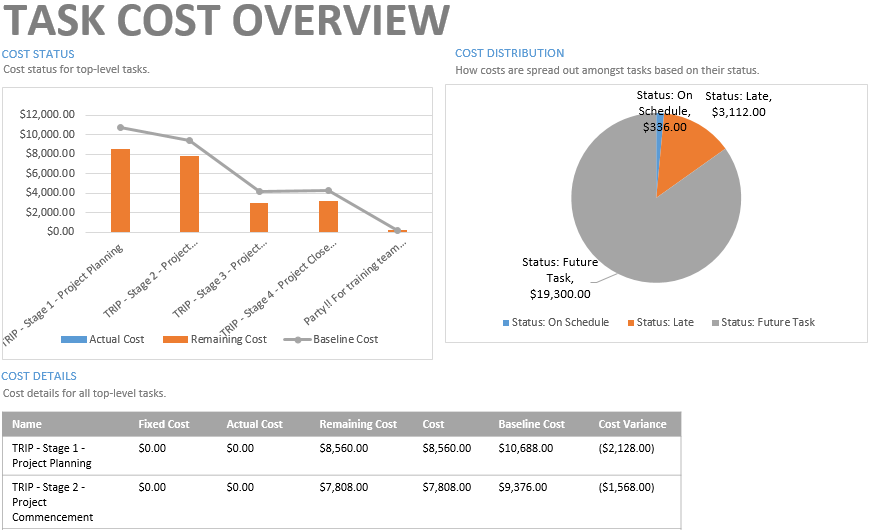 TASK COST OVERVIEW
COST STATUS
Cost status for top-level tasks.
$12,000.00
$10,000.00
$8,000.00
$6,000.00
$4,000.00
$2,000.00
$0.00
TRIP - Stage 1 - Project Planning
TRIP - Stage 2 - Project...
TRIP - Stage 3 - Project...
TRIP - Stage 4 - Project Close...
Party!! For training team...
Actual Cost
Remaining Cost
Baseline Cost
COST DISTRIBUTION
How costs are spread out amongst tasks based on their status.
Status: On
Schedule,
$336.00
Status: Late,
$3,112.00
Status: Future
Task,
$19,300.00
Status: On Schedule
Status: Late
Status: Future Task
COST DETAILS
Cost details for all top-level tasks.
Name Fixed Cost Actual Cost Remaining Cost Cost Baseline Cost Cost Variance
TRIP - Stage 1 - $0.00 $0.00 $8,560.00 $8,560.00 $10,688.00 ($2,128.00)
Project Planning
TRIP - Stage 2 - $0.00 $0.00 $7,808.00 $7,808.00 $9,376.00 ($1,568.00)
Project
Commencement